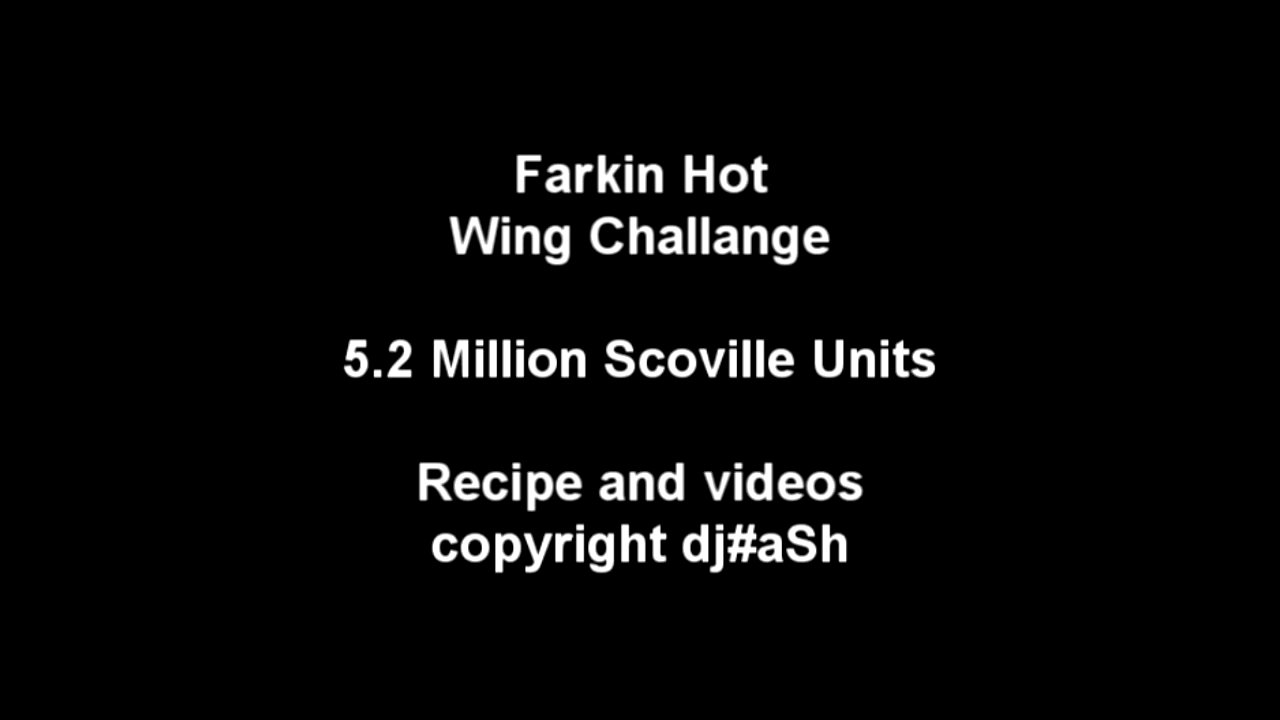 Farkin Hot
Wing Challange
5.2 Million Scoville Units
Recipe and videos
copyright dj#aSh